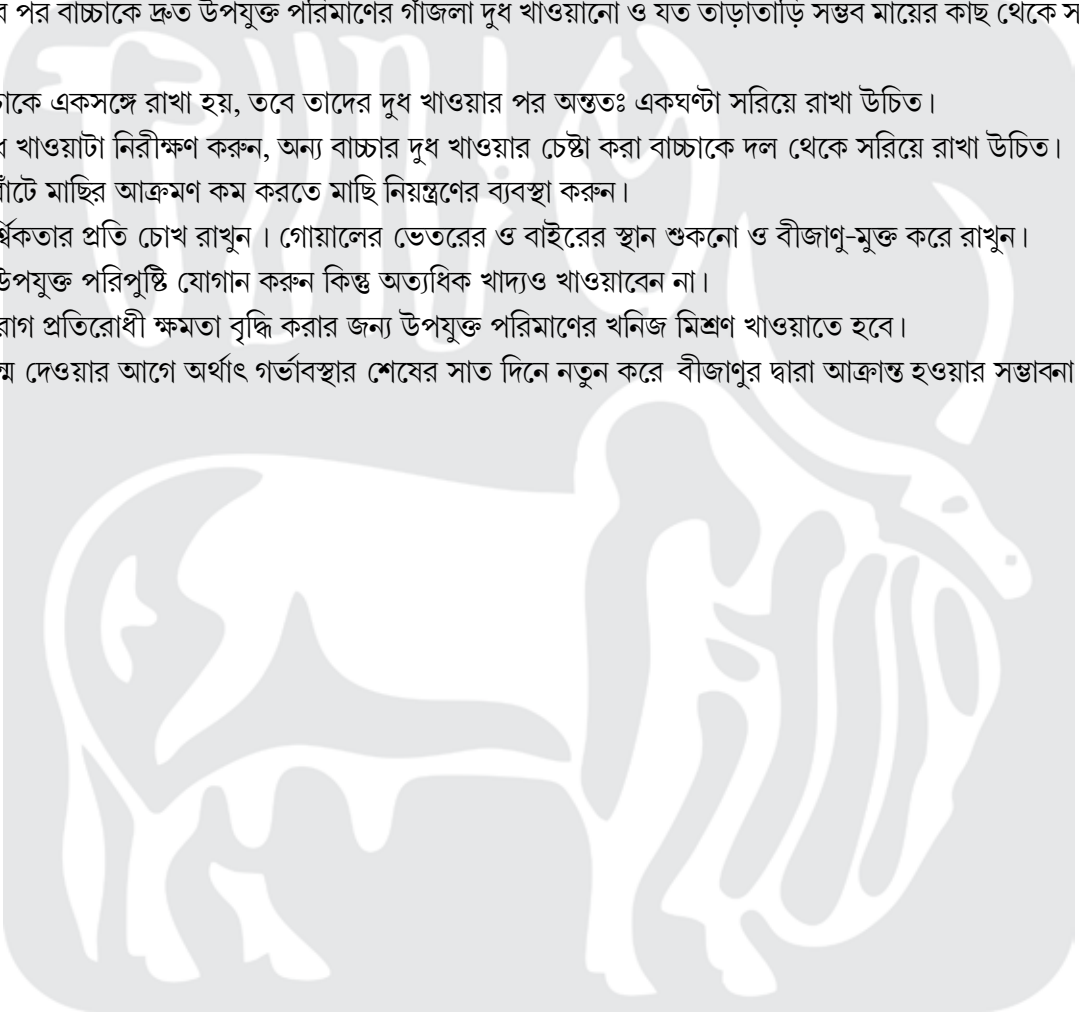 পর বাচ্চাকে দ্রুত উপযুক্ত পরিমাণের গাঁজলা দুধ খাওয়ানো ও যত তাড়াতাড়ি সম্ভব মায়ের কাছ থেকে
একসঙ্গে রাখা হয়, তবে তাদের দুধ খাওয়ার পর অন্ততঃ একঘণ্টা সরিয়ে রাখা উচিত।
খাওয়াটা নিরীক্ষণ করুন, অন্য বাচ্চার দুধ খাওয়ার চেষ্টা করা বাচ্চাকে দল থেকে সরিয়ে রাখা উচিত।
মাছির আক্রমণ কম করতে মাছি নিয়ন্ত্রণের ব্যবস্থা করুন।
প্রতি চোখ রাখুন । গোয়ালের ভেতরের ও বাইরের স্থান শুকনো ও বীজাণু-মুক্ত করে রাখুন।
উপযুক্ত পরিপুষ্টি যোগান করুন কিন্তু অত্যধিক খাদ্যও খাওয়াবেন না।
প্রতিরোধী ক্ষমতা বৃদ্ধি করার জন্য উপযুক্ত পরিমাণের খনিজ মিশ্রণ খাওয়াতে হবে।
দেওয়ার আগে অর্থাৎ গর্ভাবস্থার শেষের সাত দিনে নতুন করে বীজাণুর দ্বারা আক্রান্ত হওয়ার সম্ভাবনা